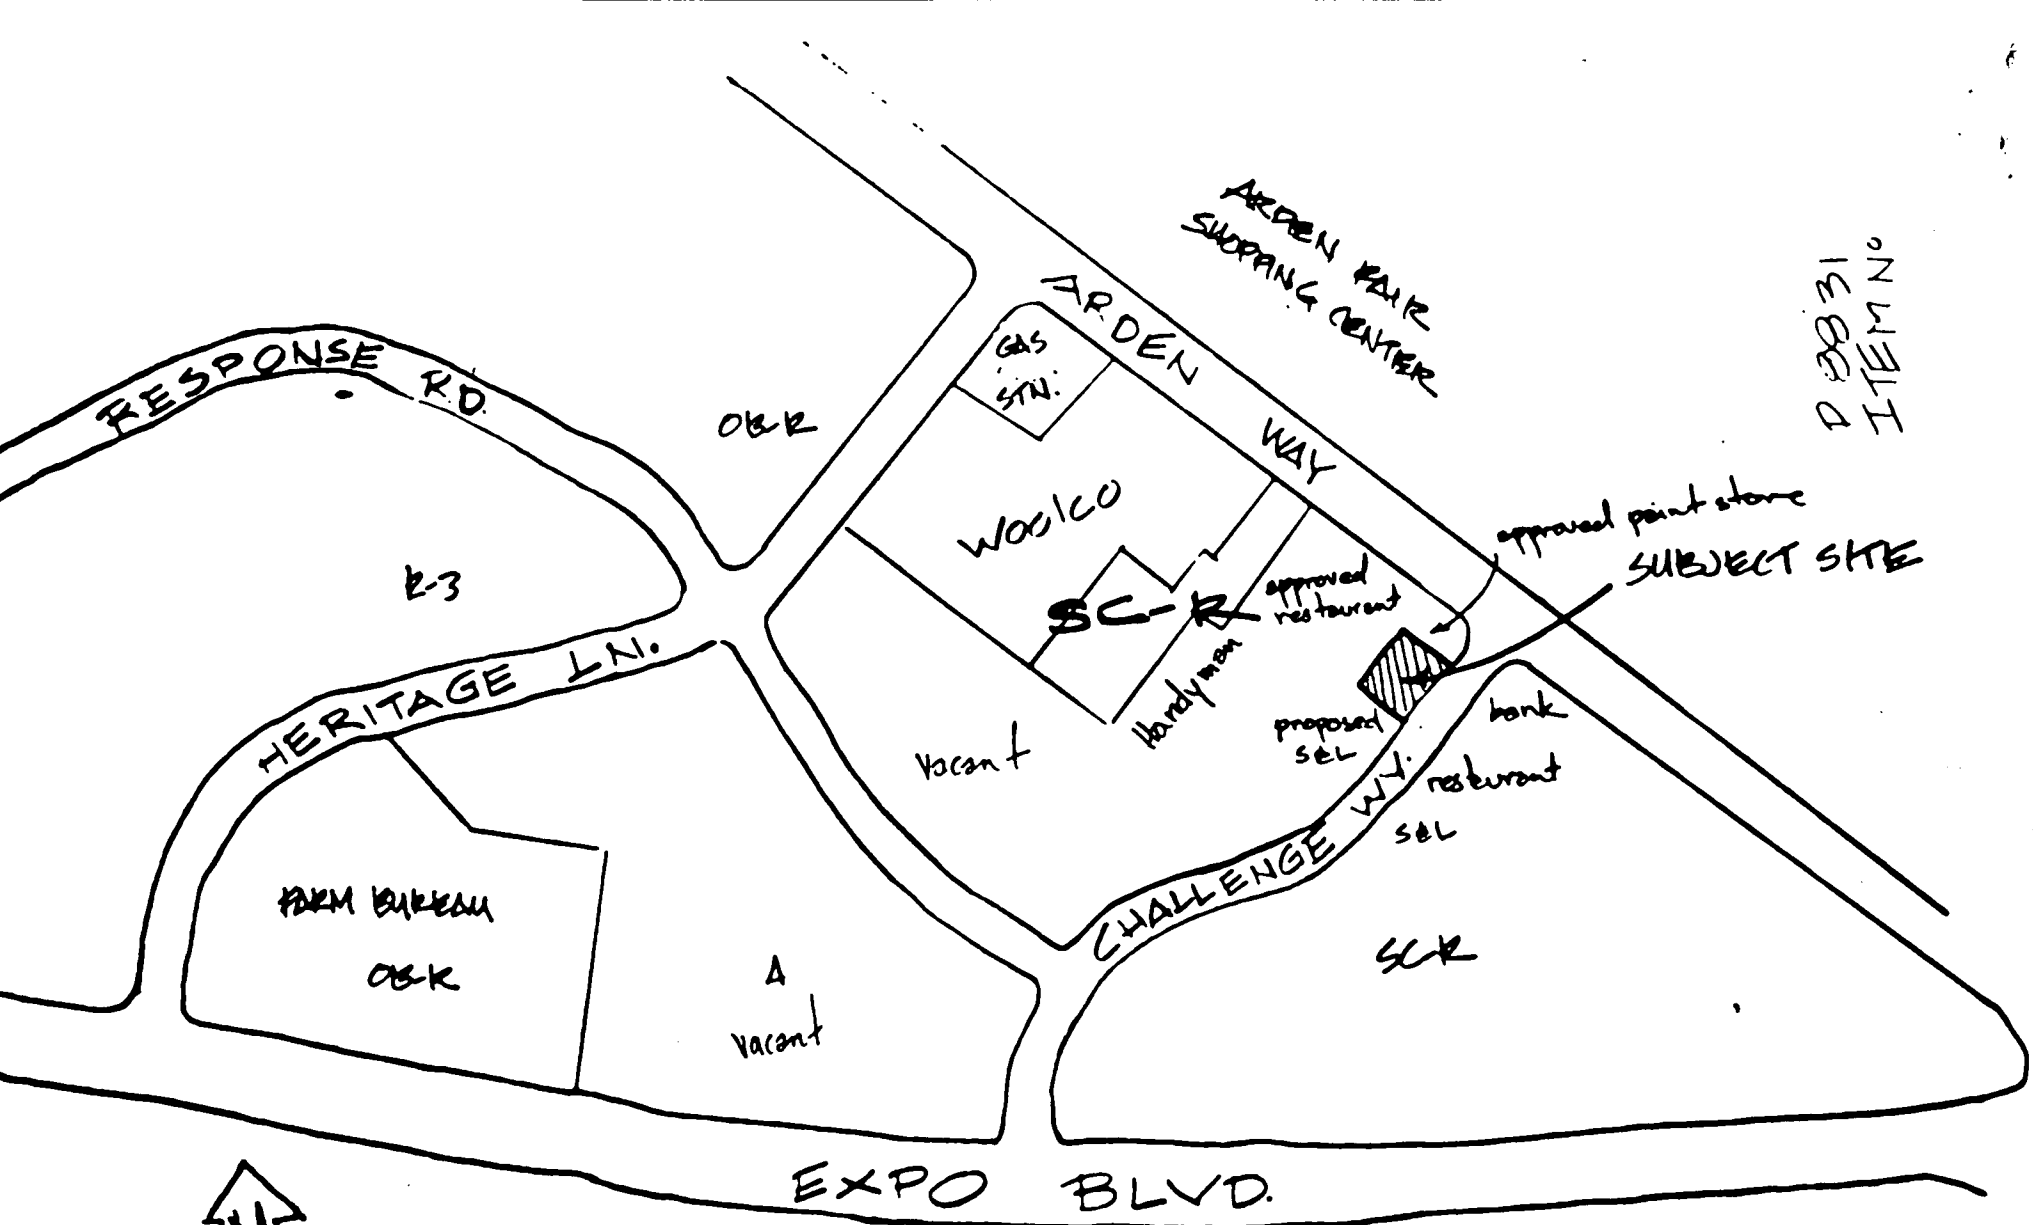 ARDEN FAIR
SHOPPING CENTER
ARDEN WAY
ITEM No
GAS
STN.
RESPONSE RD.
OB-R
Woolco
approved paint store
SUBJECT SITE
R-3
SC-R
approved
restaurant
Handyman
HERITAGE LN.
proposed
S&L
bank
vacant
restaurant
S&L
CHALLENGE WY.
FARM BUREAU
OB-R
SC-R
A
vacant
EXPO BLVD.